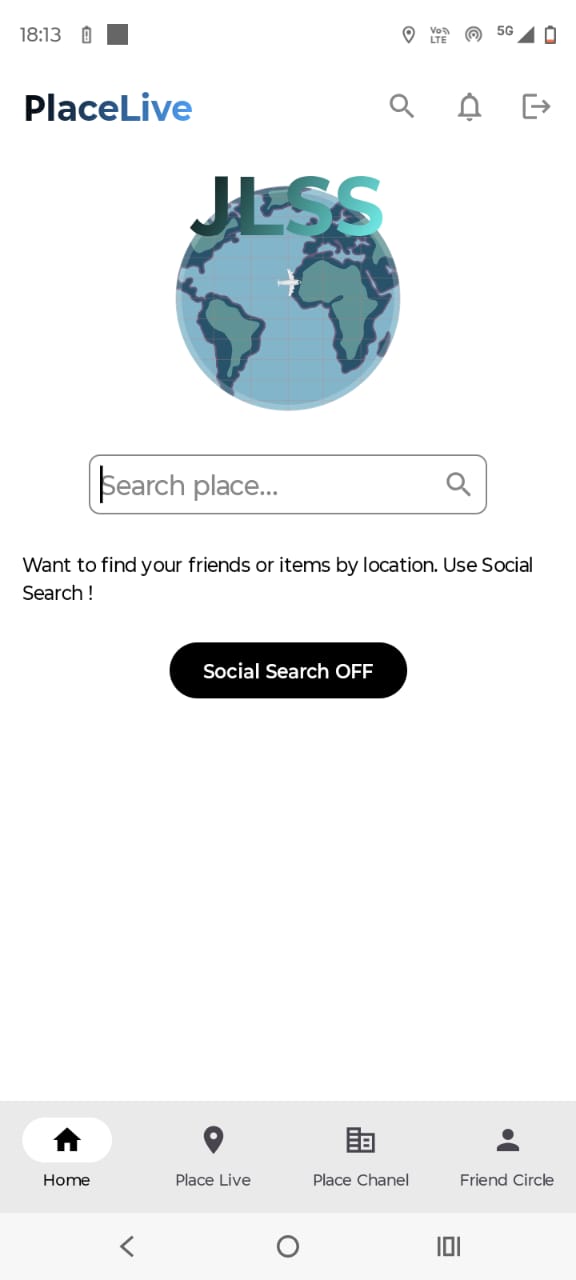 18:13
Vo))
LTE
5G
PlaceLive
JLSS
Search place...
Want to find your friends or items by location. Use Social
Search !
Social Search OFF
Home
Place Live
Place Chanel
Friend Circle